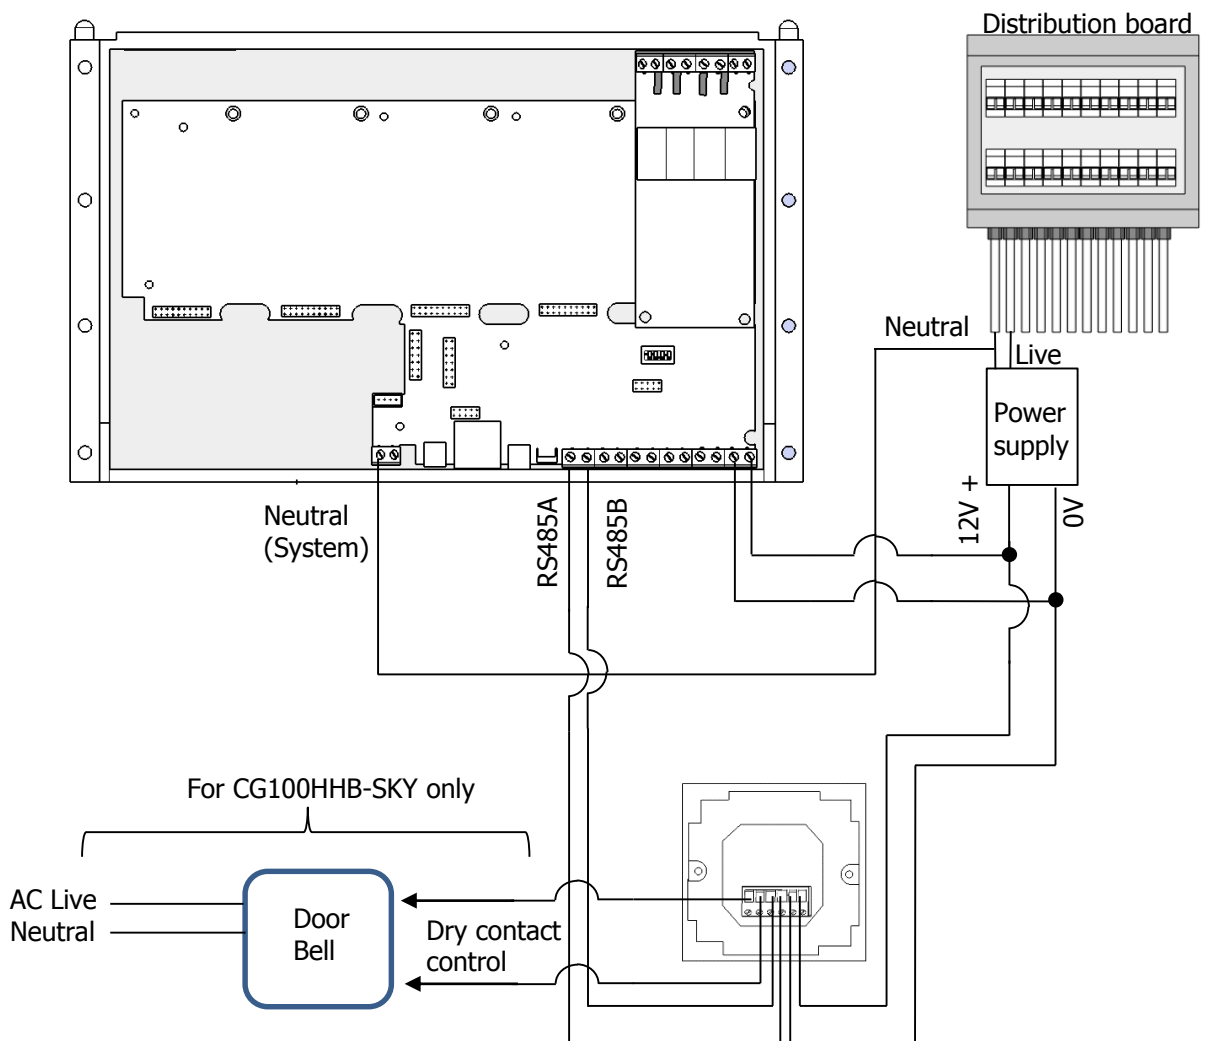 Distribution board
Neutral
Live
Power
supply
12V +
0V
Neutral
(System)
RS485A
RS485B
For CG100HHB-SKY only
AC Live
Neutral
Door
Bell
Dry contact
control